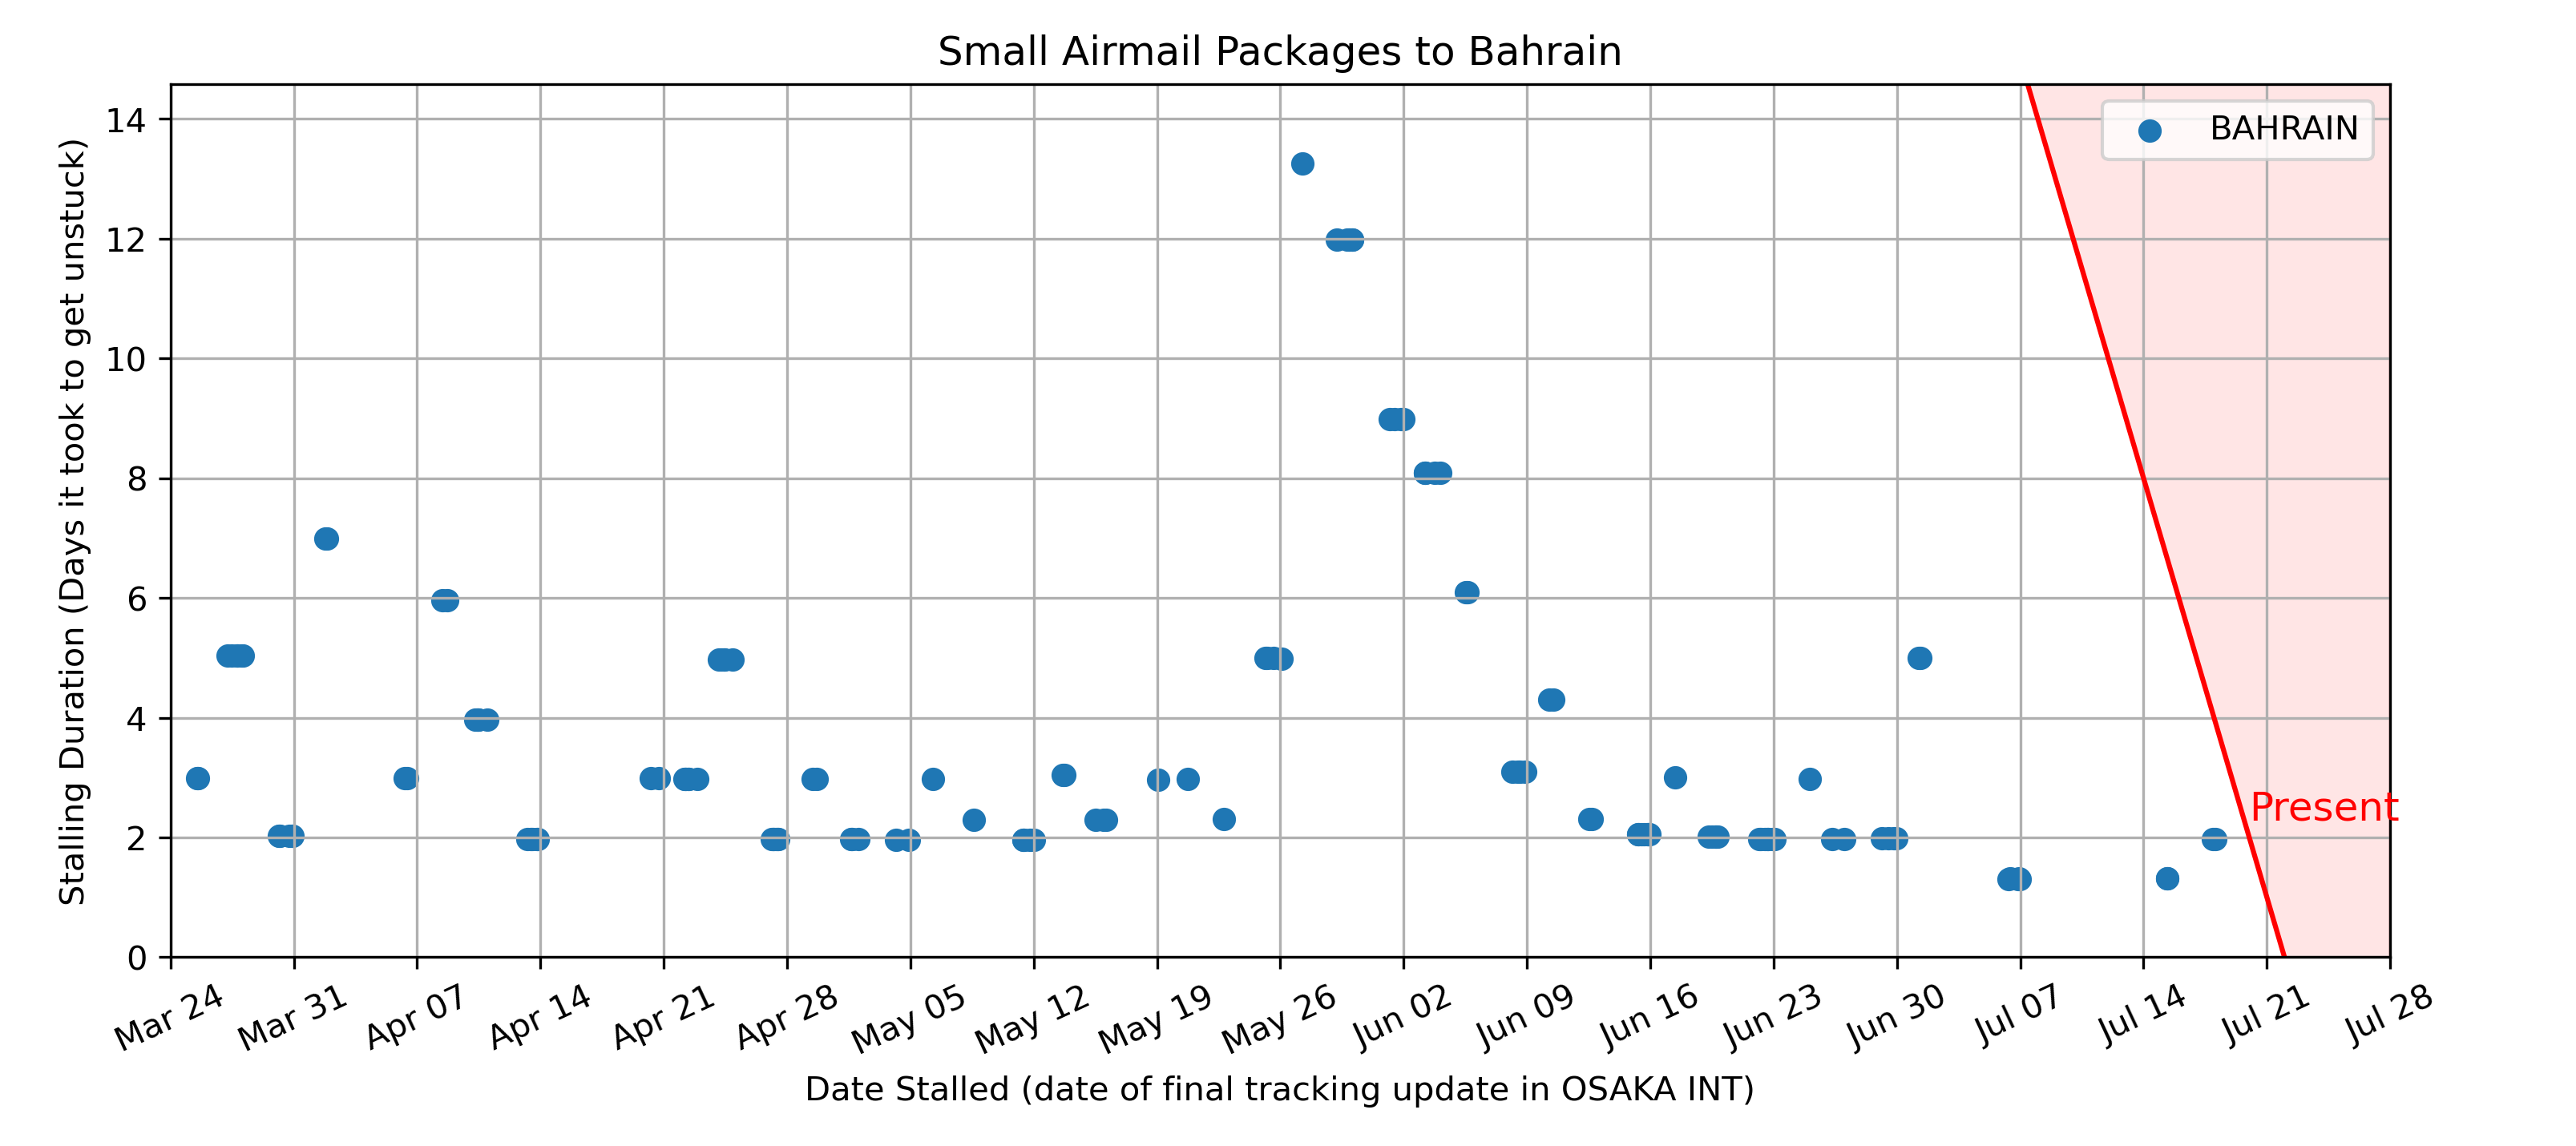 Small Airmail Packages to Bahrain
BAHRAIN
Stalling Duration (Days it took to get unstuck)
14
12
10
8
6
4
2
0
Present
Mar 24 Mar 31 Apr 07 Apr 14 Apr 21 Apr 28 May 05 May 12 May 19 May 26 Jun 02 Jun 09 Jun 16 Jun 23 Jun 30 Jul 07 Jul 14 Jul 21 Jul 28
Date Stalled (date of final tracking update in OSAKA INT)